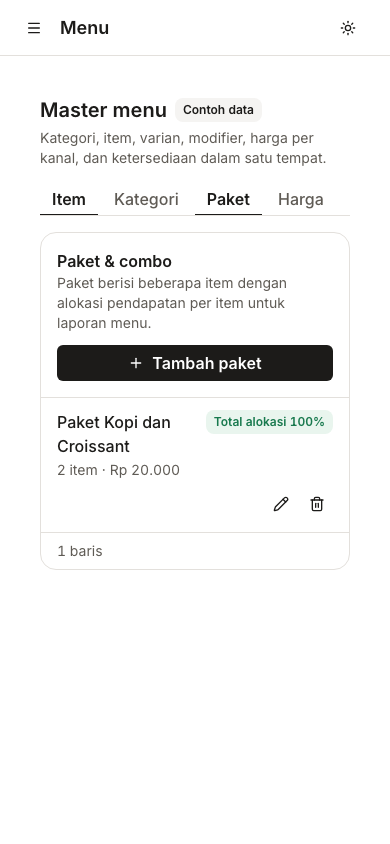 Menu
Master menu Contoh data
Kategori, item, varian, modifier, harga per
kanal, dan ketersediaan dalam satu tempat.
Item Kategori Paket Harga
Paket & combo
Paket berisi beberapa item dengan
alokasi pendapatan per item untuk
laporan menu.
+ Tambah paket
Paket Kopi dan Total alokasi 100%
Croissant
2 item · Rp 20.000
1 baris